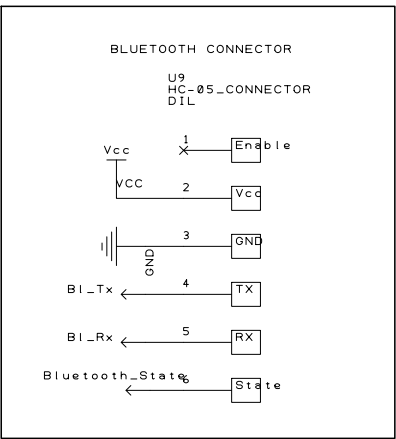 BLUETOOTH CONNECTOR
U9
HC-05_CONNECTOR
DIL
1
Enable
Vcc
VCC
2
Vcc
3
GND
GND
Bl_Tx
4
TX
Bl_Rx
5
RX
Bluetooth_State
6
State